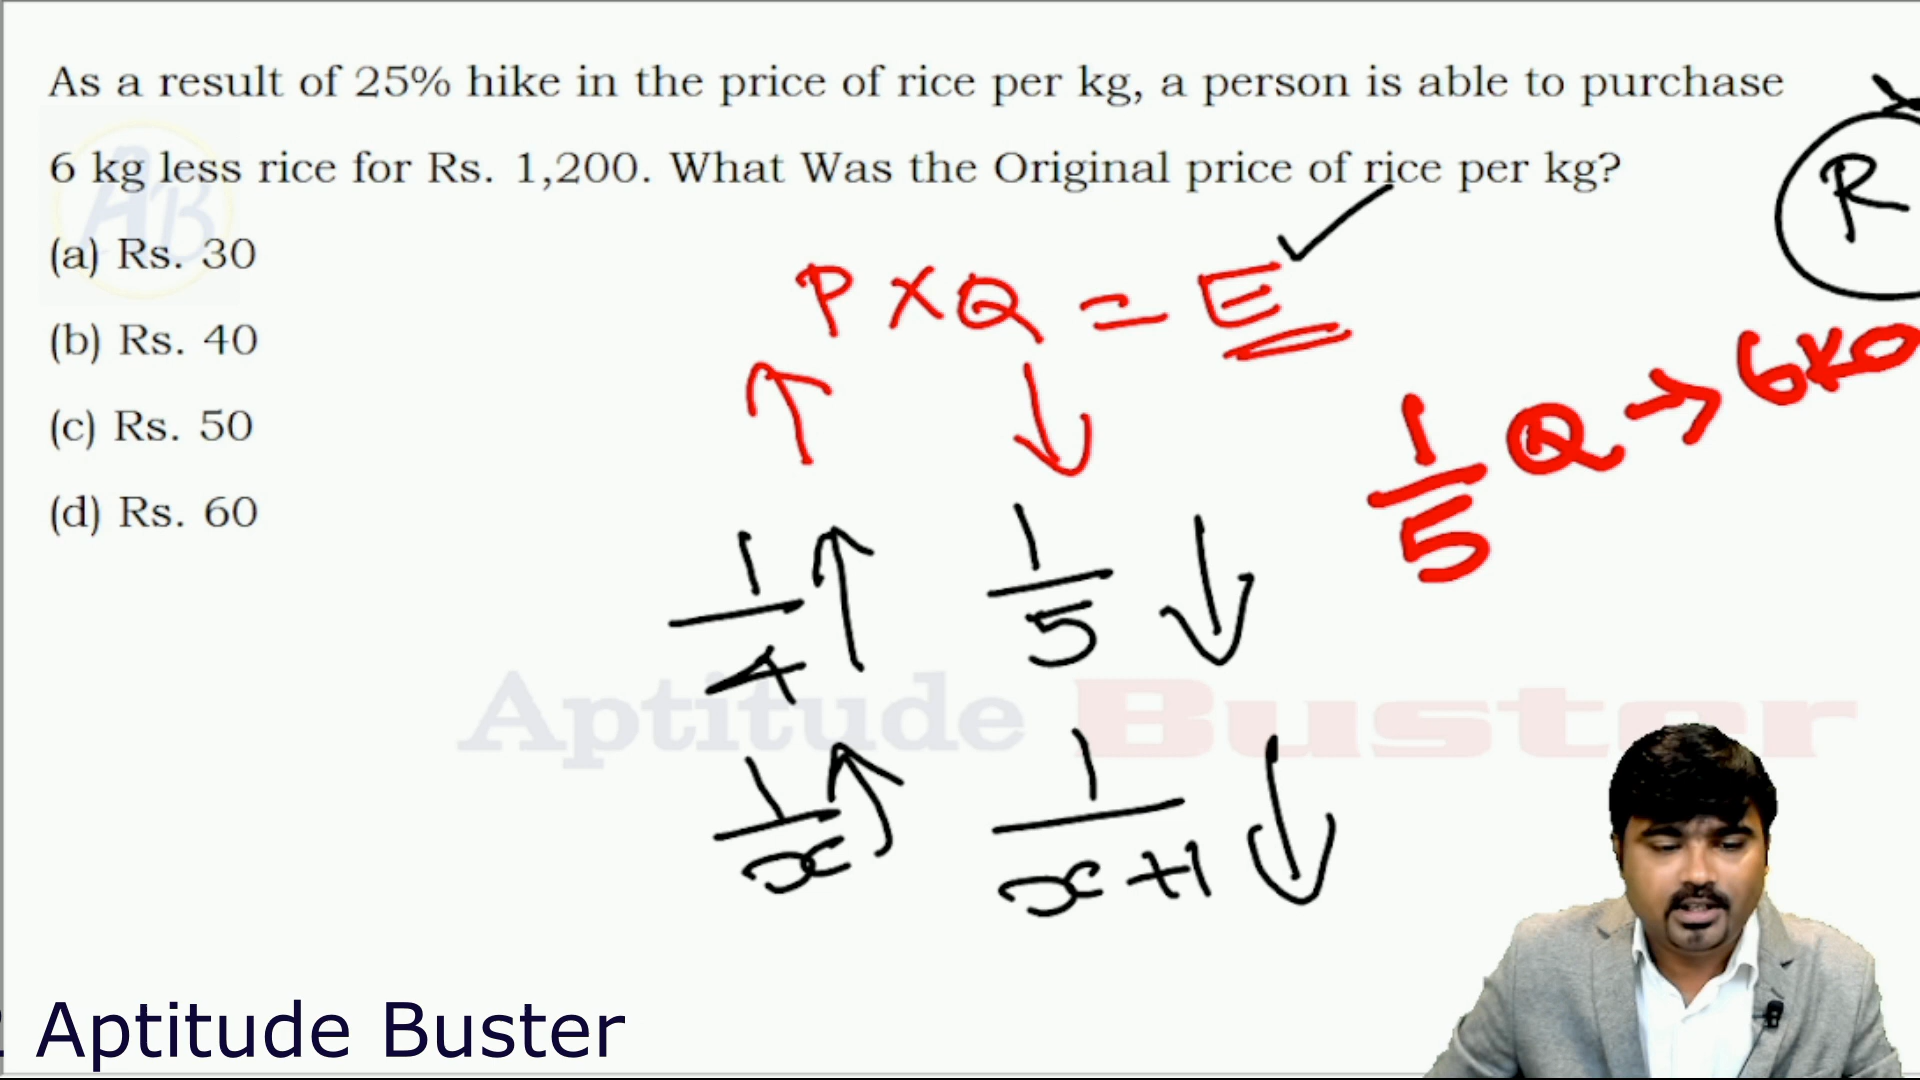 As a result of 25% hike in the price of rice per kg, a person is able to purchase
6 kg less rice for Rs. 1,200. What Was the Original price of rice per kg?
(a) Rs. 30
(b) Rs. 40
(c) Rs. 50
(d) Rs. 60
AB
R
P × Q = E
1/5 Q → 6kg
1/4 ↑ 1/5 ↓
Aptitude Buster
1/x ↑ 1/x+1 ↓
Aptitude Buster